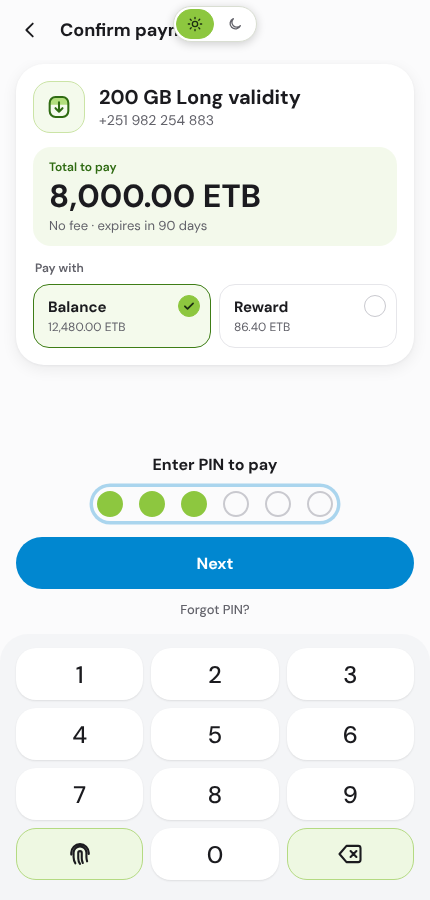 Confirm
200 GB Long validity
+251 982 254 883
Total to pay
8,000.00 ETB
No fee · expires in 90 days
Pay with
Balance
12,480.00 ETB
Reward
86.40 ETB
Enter PIN to pay
Next
Forgot PIN?
1 2 3
4 5 6
7 8 9
0